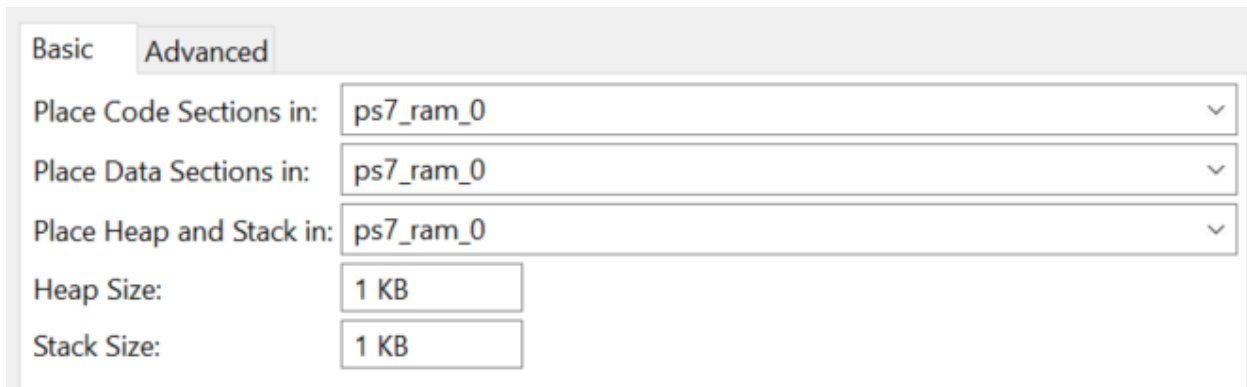 Basic Advanced
Place Code Sections in: ps7_ram_0
Place Data Sections in: ps7_ram_0
Place Heap and Stack in: ps7_ram_0
Heap Size: 1 KB
Stack Size: 1 KB